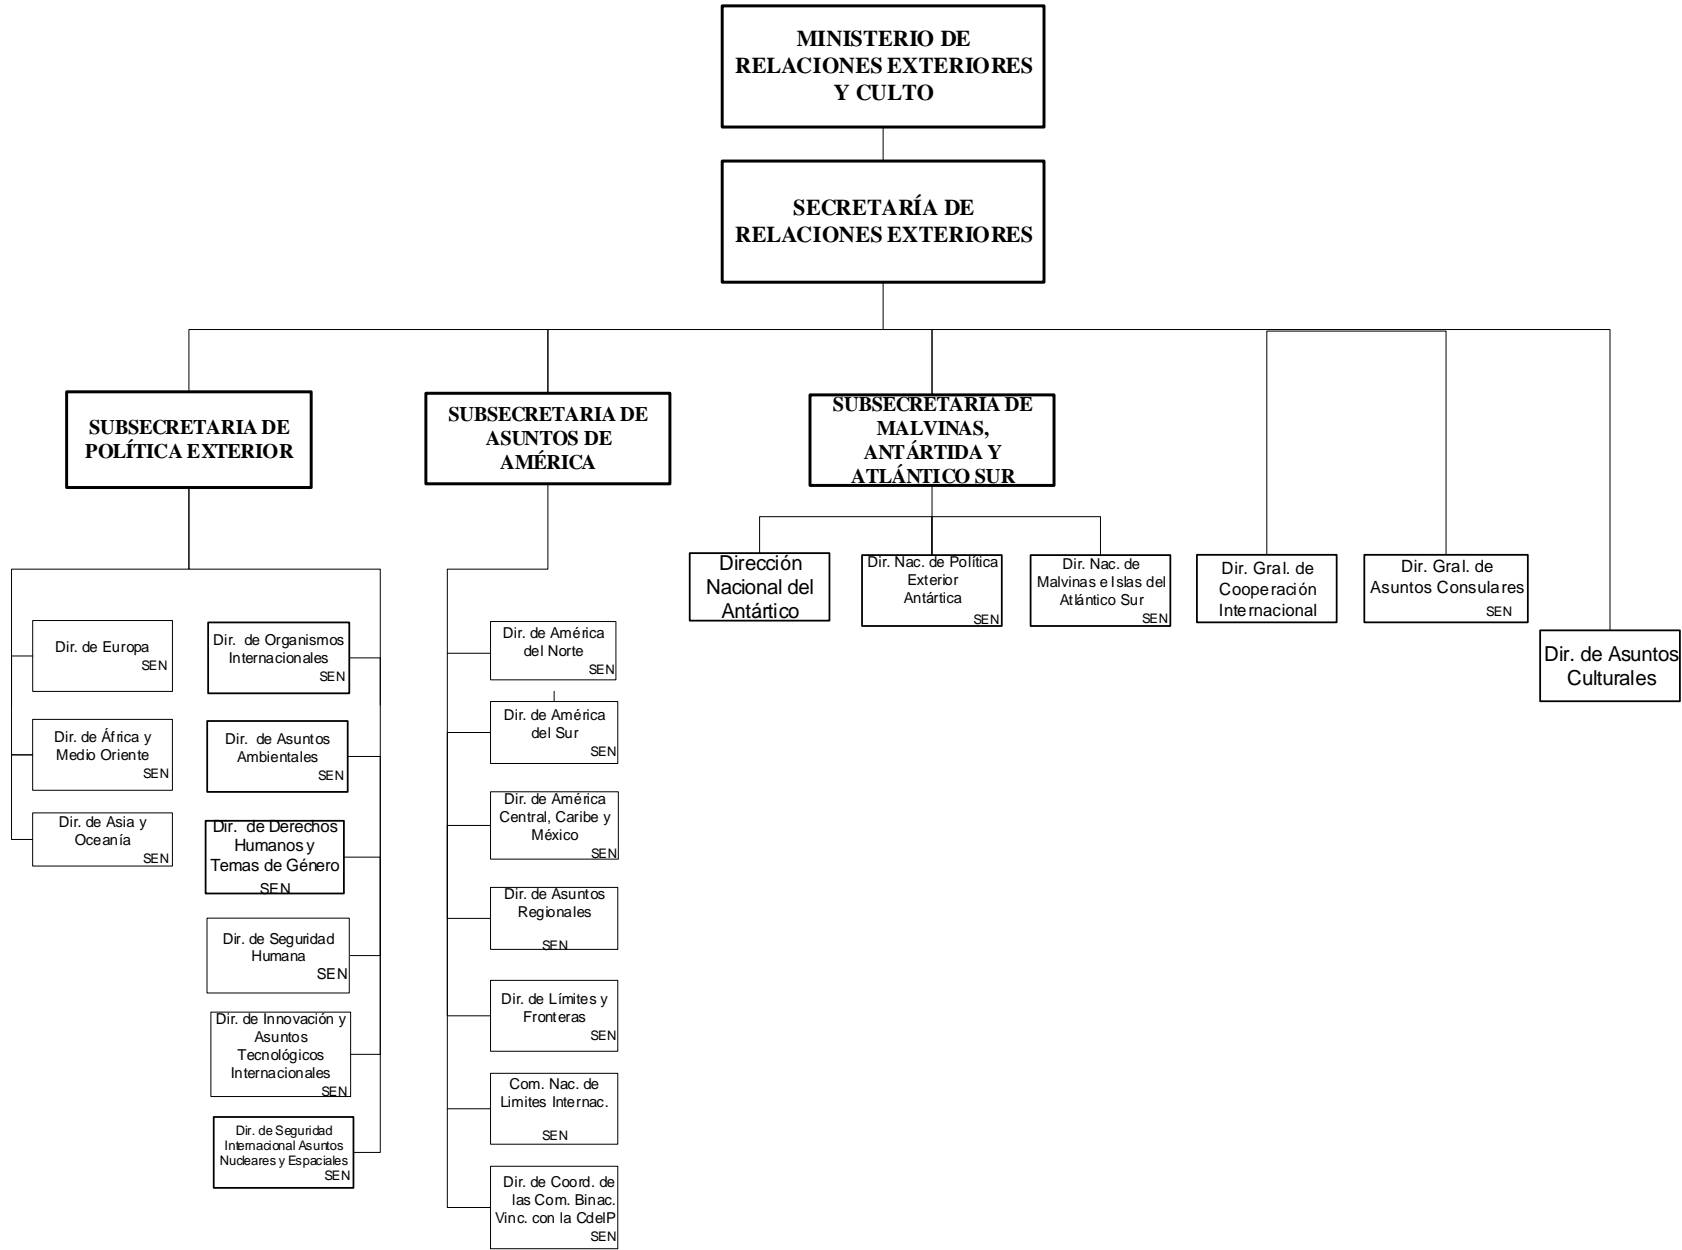 MINISTERIO DE
RELACIONES EXTERIORES
Y CULTO
SECRETARÍA DE
RELACIONES EXTERIORES
SUBSECRETARIA DE
POLÍTICA EXTERIOR
SUBSECRETARIA DE
ASUNTOS DE
AMÉRICA
SUBSECRETARIA DE
MALVINAS,
ANTÁRTIDA Y
ATLÁNTICO SUR
Dirección
Nacional del
Antártico
Dir. Nac. de Política
Exterior
Antártica
SEN
Dir. Nac. de
Malvinas e Islas del
Atlántico Sur
SEN
Dir. Gral. de
Cooperación
Internacional
Dir. Gral. de
Asuntos Consulares
SEN
Dir. de Asuntos
Culturales
Dir. de Europa
SEN
Dir. de África y
Medio Oriente
SEN
Dir. de Asia y
Oceanía
SEN
Dir. de Organismos
Internacionales
SEN
Dir. de Asuntos
Ambientales
SEN
Dir. de Derechos
Humanos y
Temas de Género
SEN
Dir. de Seguridad
Humana
SEN
Dir. de Innovación y
Asuntos
Tecnológicos
Internacionales
SEN
Dir. de Seguridad
Internacional Asuntos
Nucleares y Espaciales
SEN
Dir. de América
del Norte
SEN
Dir. de América
del Sur
SEN
Dir. de América
Central, Caribe y
México
SEN
Dir. de Asuntos
Regionales
SEN
Dir. de Límites y
Fronteras
SEN
Com. Nac. de
Limites Internac.
SEN
Dir. de Coord. de
las Com. Binac.
Vinc. con la CdelP
SEN